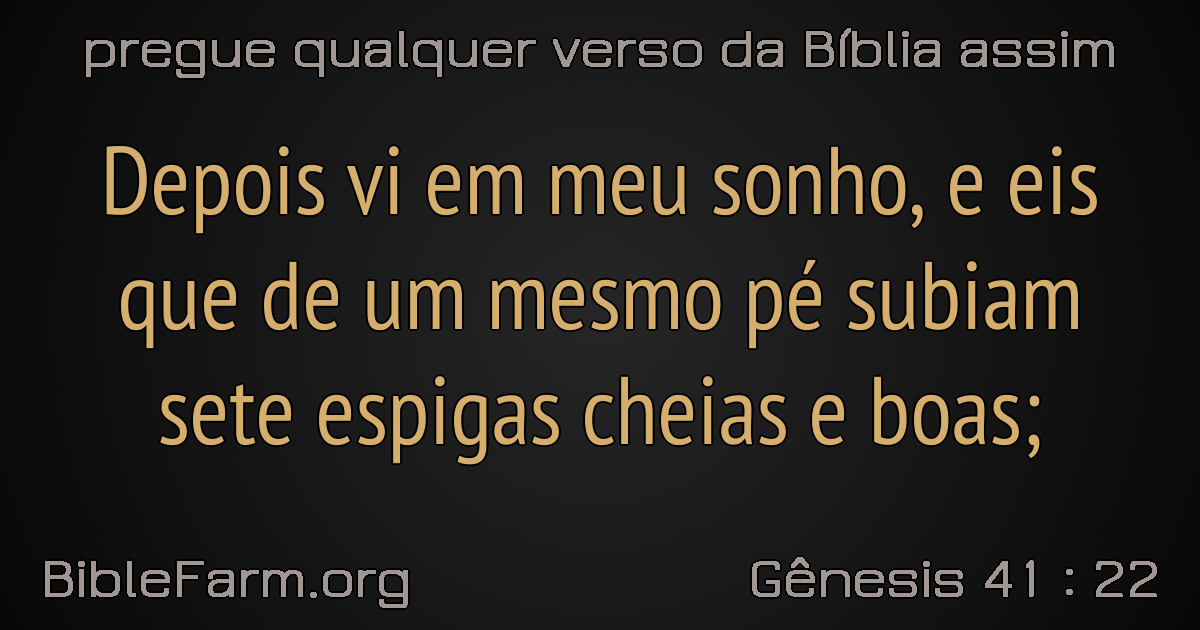 pregue qualquer verso da Bíblia assim
Depois vi em meu sonho, e eis
que de um mesmo pé subiam
sete espigas cheias e boas;
BibleFarm.org
Gênesis 41 : 22